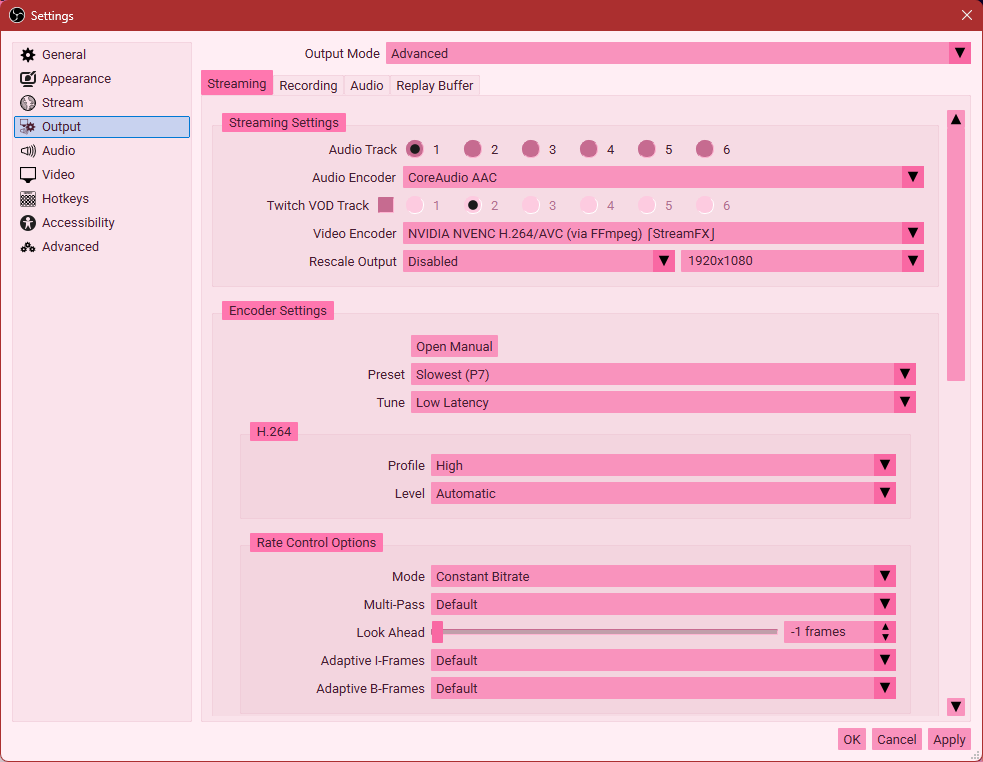 Settings
General
Appearance
Stream
Output
Audio
Video
Hotkeys
Accessibility
Advanced
Output Mode Advanced
Streaming Recording Audio Replay Buffer
Streaming Settings
Audio Track 1 2 3 4 5 6
Audio Encoder CoreAudio AAC
Twitch VOD Track 1 2 3 4 5 6
Video Encoder NVIDIA NVENC H.264/AVC (via FFmpeg) ⌈StreamFX⌋
Rescale Output Disabled 1920x1080
Encoder Settings
Open Manual
Preset Slowest (P7)
Tune Low Latency
H.264
Profile High
Level Automatic
Rate Control Options
Mode Constant Bitrate
Multi-Pass Default
Look Ahead -1 frames
Adaptive I-Frames Default
Adaptive B-Frames Default
OK Cancel Apply